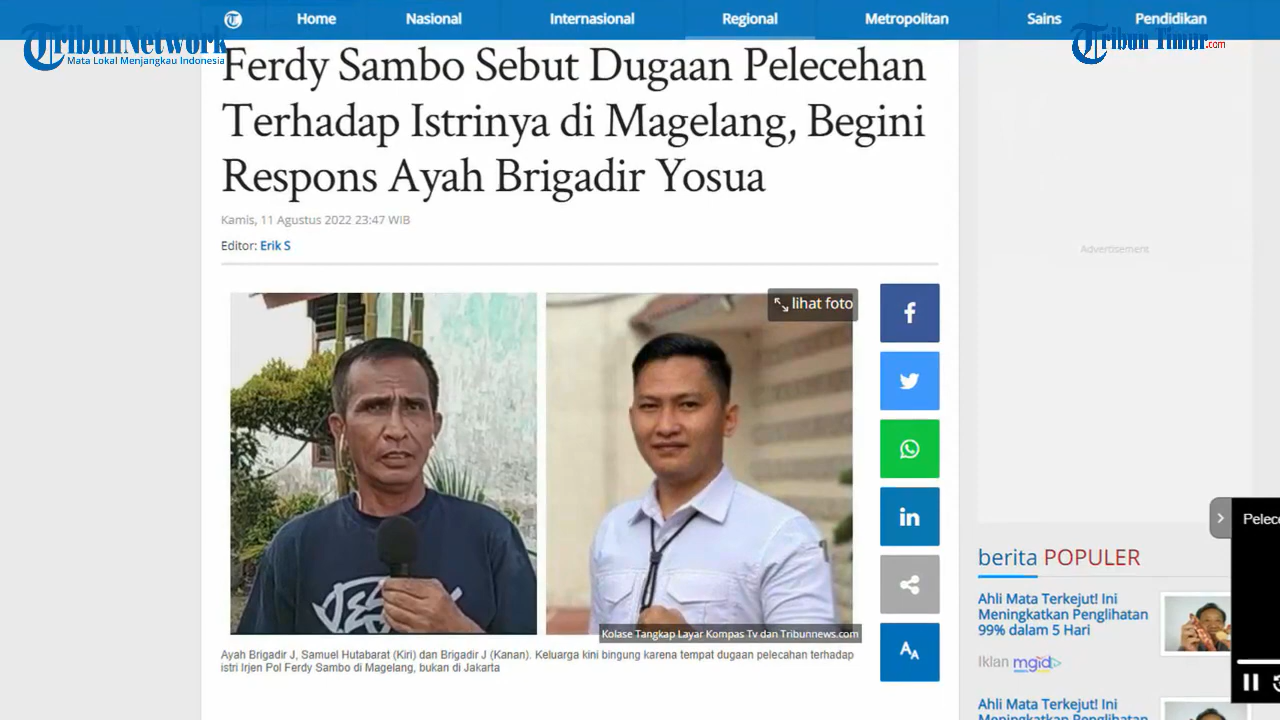 Home Nasional Internasional Regional Metropolitan Sains Pendidikan
TribunNetwork
Mata Lokal Menjangkau Indonesia
Tribun Timur.com
Ferdy Sambo Sebut Dugaan Pelecehan
Terhadap Istrinya di Magelang, Begini
Respons Ayah Brigadir Yosua
Kamis, 11 Agustus 2022 23:47 WIB
Editor: Erik S
Advertisement
lihat foto
Kolase Tangkap Layar Kompas Tv dan Tribunnews.com
Ayah Brigadir J, Samuel Hutabarat (Kiri) dan Brigadir J (Kanan). Keluarga kini bingung karena tempat dugaan pelecahan terhadap
istri Irjen Pol Ferdy Sambo di Magelang, bukan di Jakarta
Pelece
berita POPULER
Ahli Mata Terkejut! Ini
Meningkatkan Penglihatan
99% dalam 5 Hari
Iklan mgid
Ahli Mata Terkejut! Ini